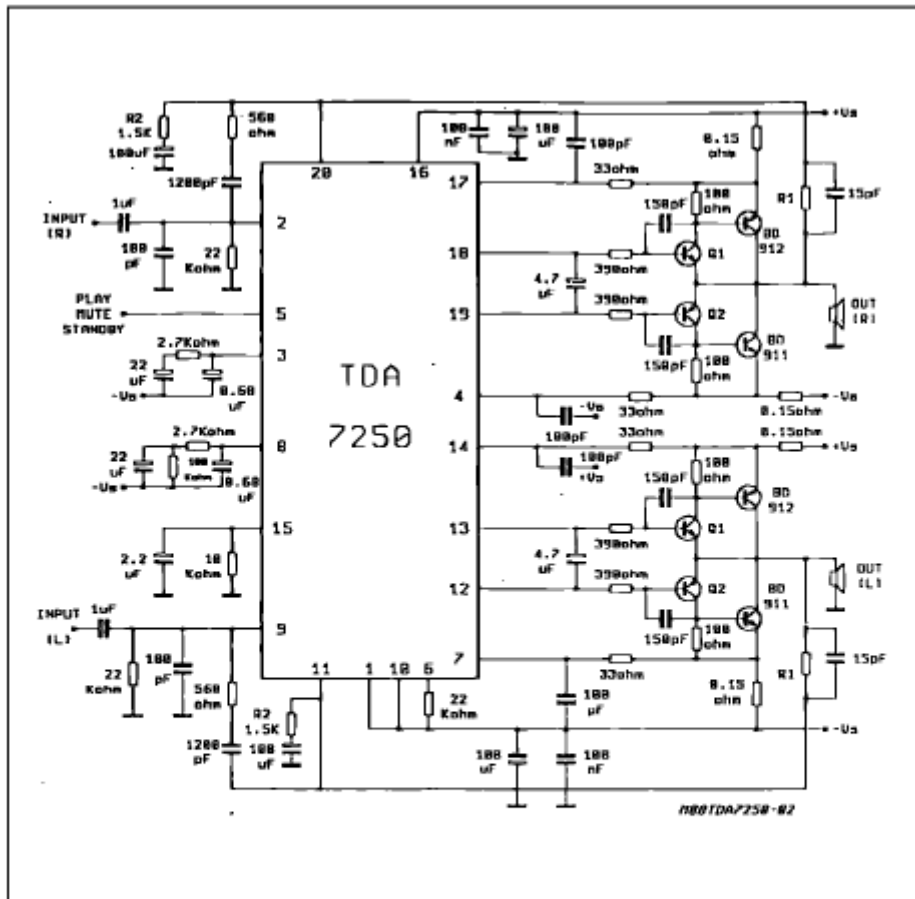 R2
1.5K
100uF
560
ohm
1200pF
1uF
INPUT
(R)
100
pF
22
Kohm
PLAY
MUTE
STANDBY
2.7Kohm
22
uF
-Vs
0.68
uF
2.7Kohm
22
uF
100
Kohm
-Vs
0.68
uF
2.2
uF
10
Kohm
INPUT
(L)
1uF
22
Kohm
100
pF
560
ohm
1200
pF
R2
1.5K
100
uF
20
16
2
5
3
8
15
9
11
1
10
6
17
18
19
4
14
13
12
7
TDA
7250
22
Kohm
100
nF
100
uF
100pF
+Vs
0.15
ohm
33ohm
100
ohm
150pF
R1
15pF
BD
912
390ohm
Q1
4.7
uF
390ohm
Q2
OUT
(R)
150pF
100
ohm
BD
911
33ohm
0.15ohm
-Vs
-Vs
100pF
33ohm
0.15ohm
+Vs
100pF
+Vs
100
ohm
150pF
BD
912
390ohm
Q1
4.7
uF
390ohm
Q2
OUT
(L)
150pF
100
ohm
BD
911
33ohm
R1
15pF
0.15
ohm
100
pF
-Vs
100
uF
100
nF
M88TDA7250-02